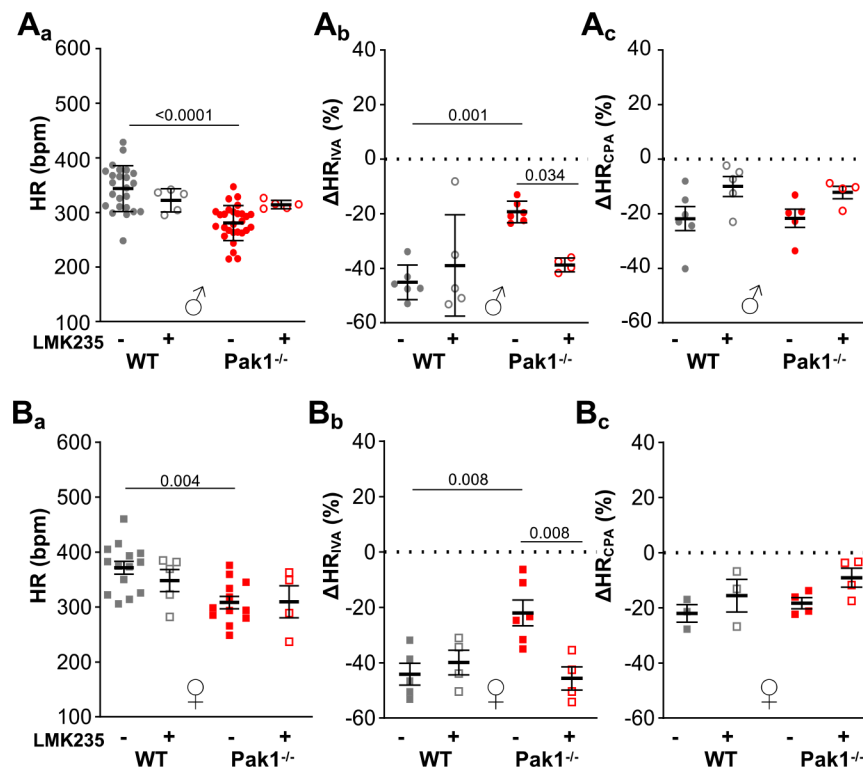 Aa
Ab
Ac
HR (bpm)
600
500
400
300
200
100
<0.0001
♂
LMK235
- + - +
WT Pak1-/-
ΔHRIVA (%)
40
20
0
-20
-40
-60
0.001
0.034
♂
- + - +
WT Pak1-/-
ΔHRCPA (%)
40
20
0
-20
-40
-60
♂
- + - +
WT Pak1-/-
Ba
Bb
Bc
HR (bpm)
600
500
400
300
200
100
0.004
♀
LMK235
- + - +
WT Pak1-/-
ΔHRIVA (%)
40
20
0
-20
-40
-60
0.008
0.008
♀
- + - +
WT Pak1-/-
ΔHRCPA (%)
40
20
0
-20
-40
-60
♀
- + - +
WT Pak1-/-